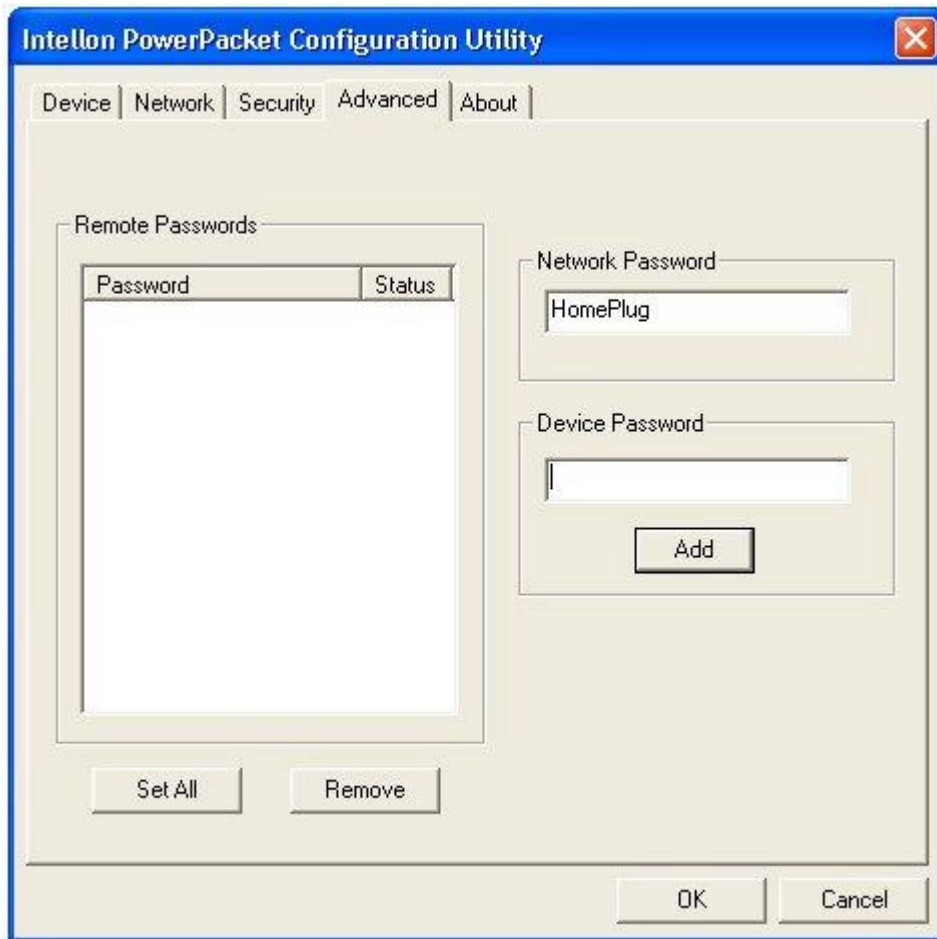 Intellon PowerPacket Configuration Utility
Device Network Security Advanced About
Remote Passwords
Password Status
Network Password
HomePlug
Device Password
Add
Set All Remove
OK Cancel